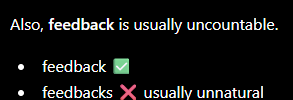 Also, feedback is usually uncountable.
• feedback ✅
• feedbacks ❌ usually unnatural